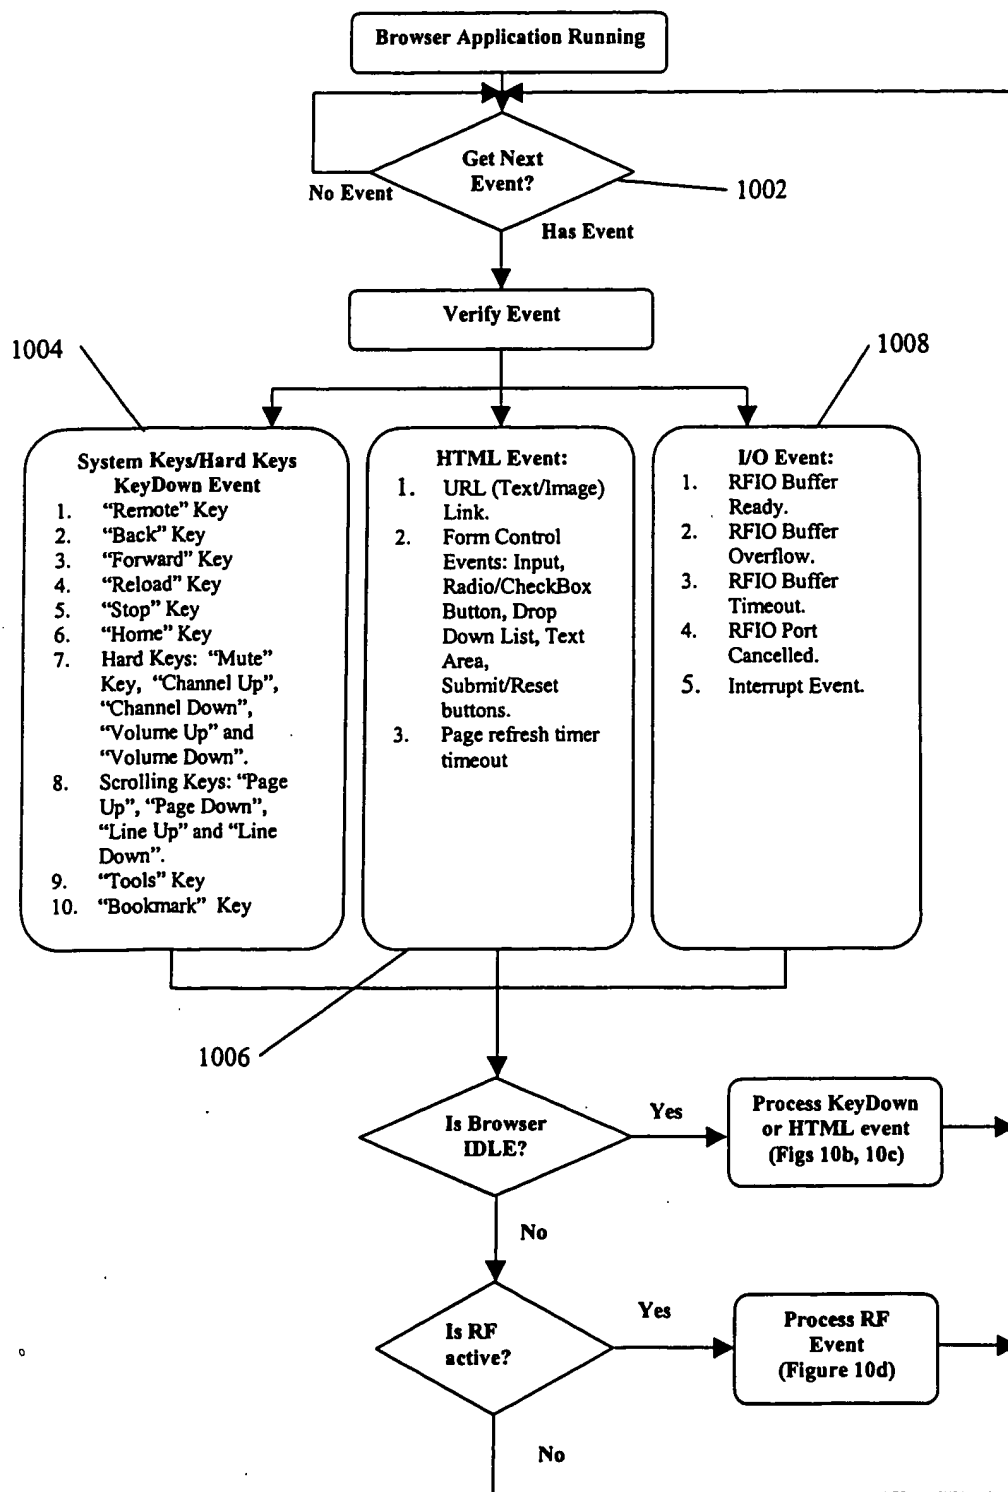 Browser Application Running
Get Next
Event?
No Event
1002
Has Event
Verify Event
1004
1008
System Keys/Hard Keys
KeyDown Event
1. “Remote” Key
2. “Back” Key
3. “Forward” Key
4. “Reload” Key
5. “Stop” Key
6. “Home” Key
7. Hard Keys: “Mute”
Key, “Channel Up”,
“Channel Down”,
“Volume Up” and
“Volume Down”.
8. Scrolling Keys: “Page
Up”, “Page Down”,
“Line Up” and “Line
Down”.
9. “Tools” Key
10. “Bookmark” Key
HTML Event:
1. URL (Text/Image)
Link.
2. Form Control
Events: Input,
Radio/CheckBox
Button, Drop
Down List, Text
Area,
Submit/Reset
buttons.
3. Page refresh timer
timeout
I/O Event:
1. RFIO Buffer
Ready.
2. RFIO Buffer
Overflow.
3. RFIO Buffer
Timeout.
4. RFIO Port
Cancelled.
5. Interrupt Event.
1006
Is Browser
IDLE?
Yes
Process KeyDown
or HTML event
(Figs 10b, 10c)
No
Is RF
active?
Yes
Process RF
Event
(Figure 10d)
No